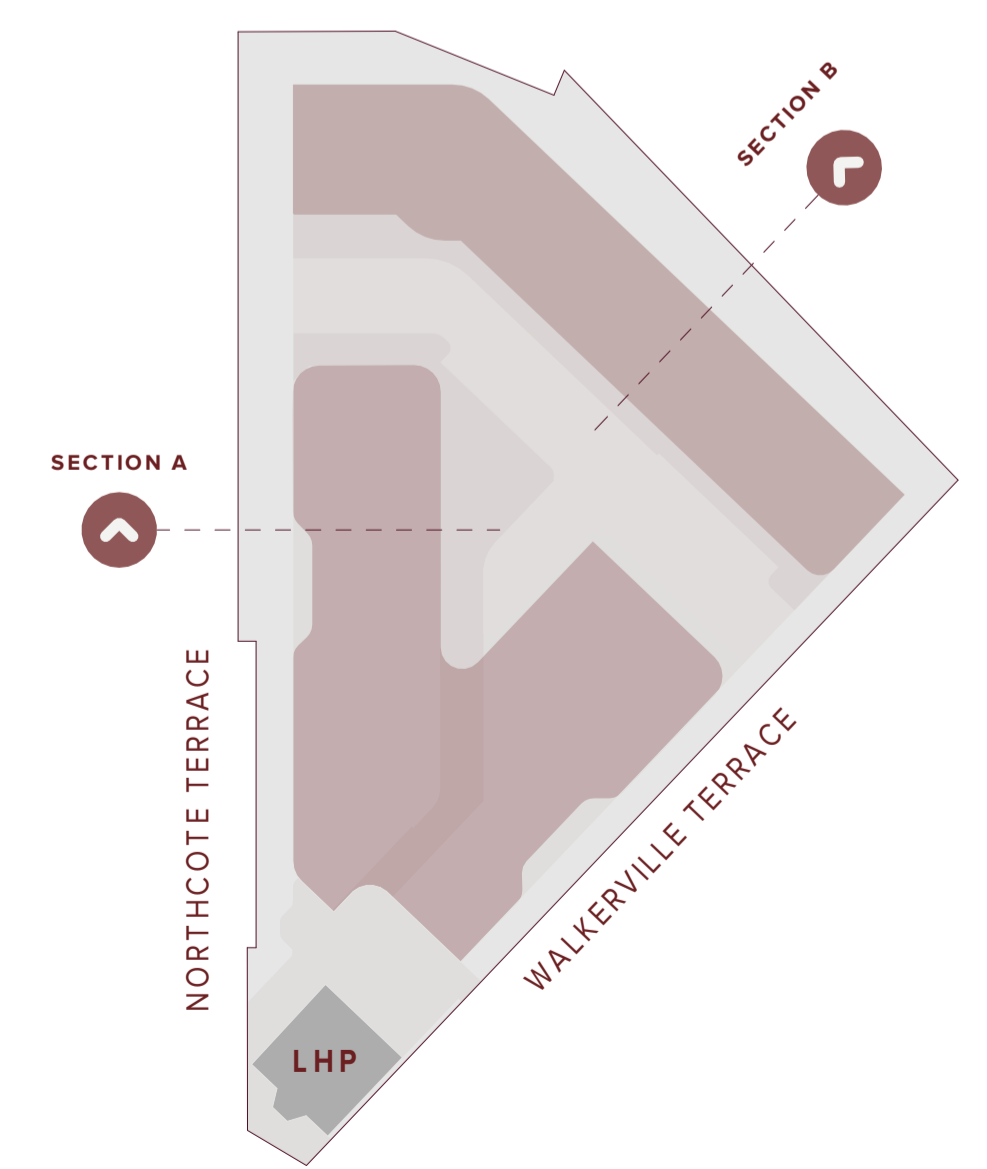 SECTION B
SECTION A
NORTHCOTE TERRACE
WALKERVILLE TERRACE
LHP